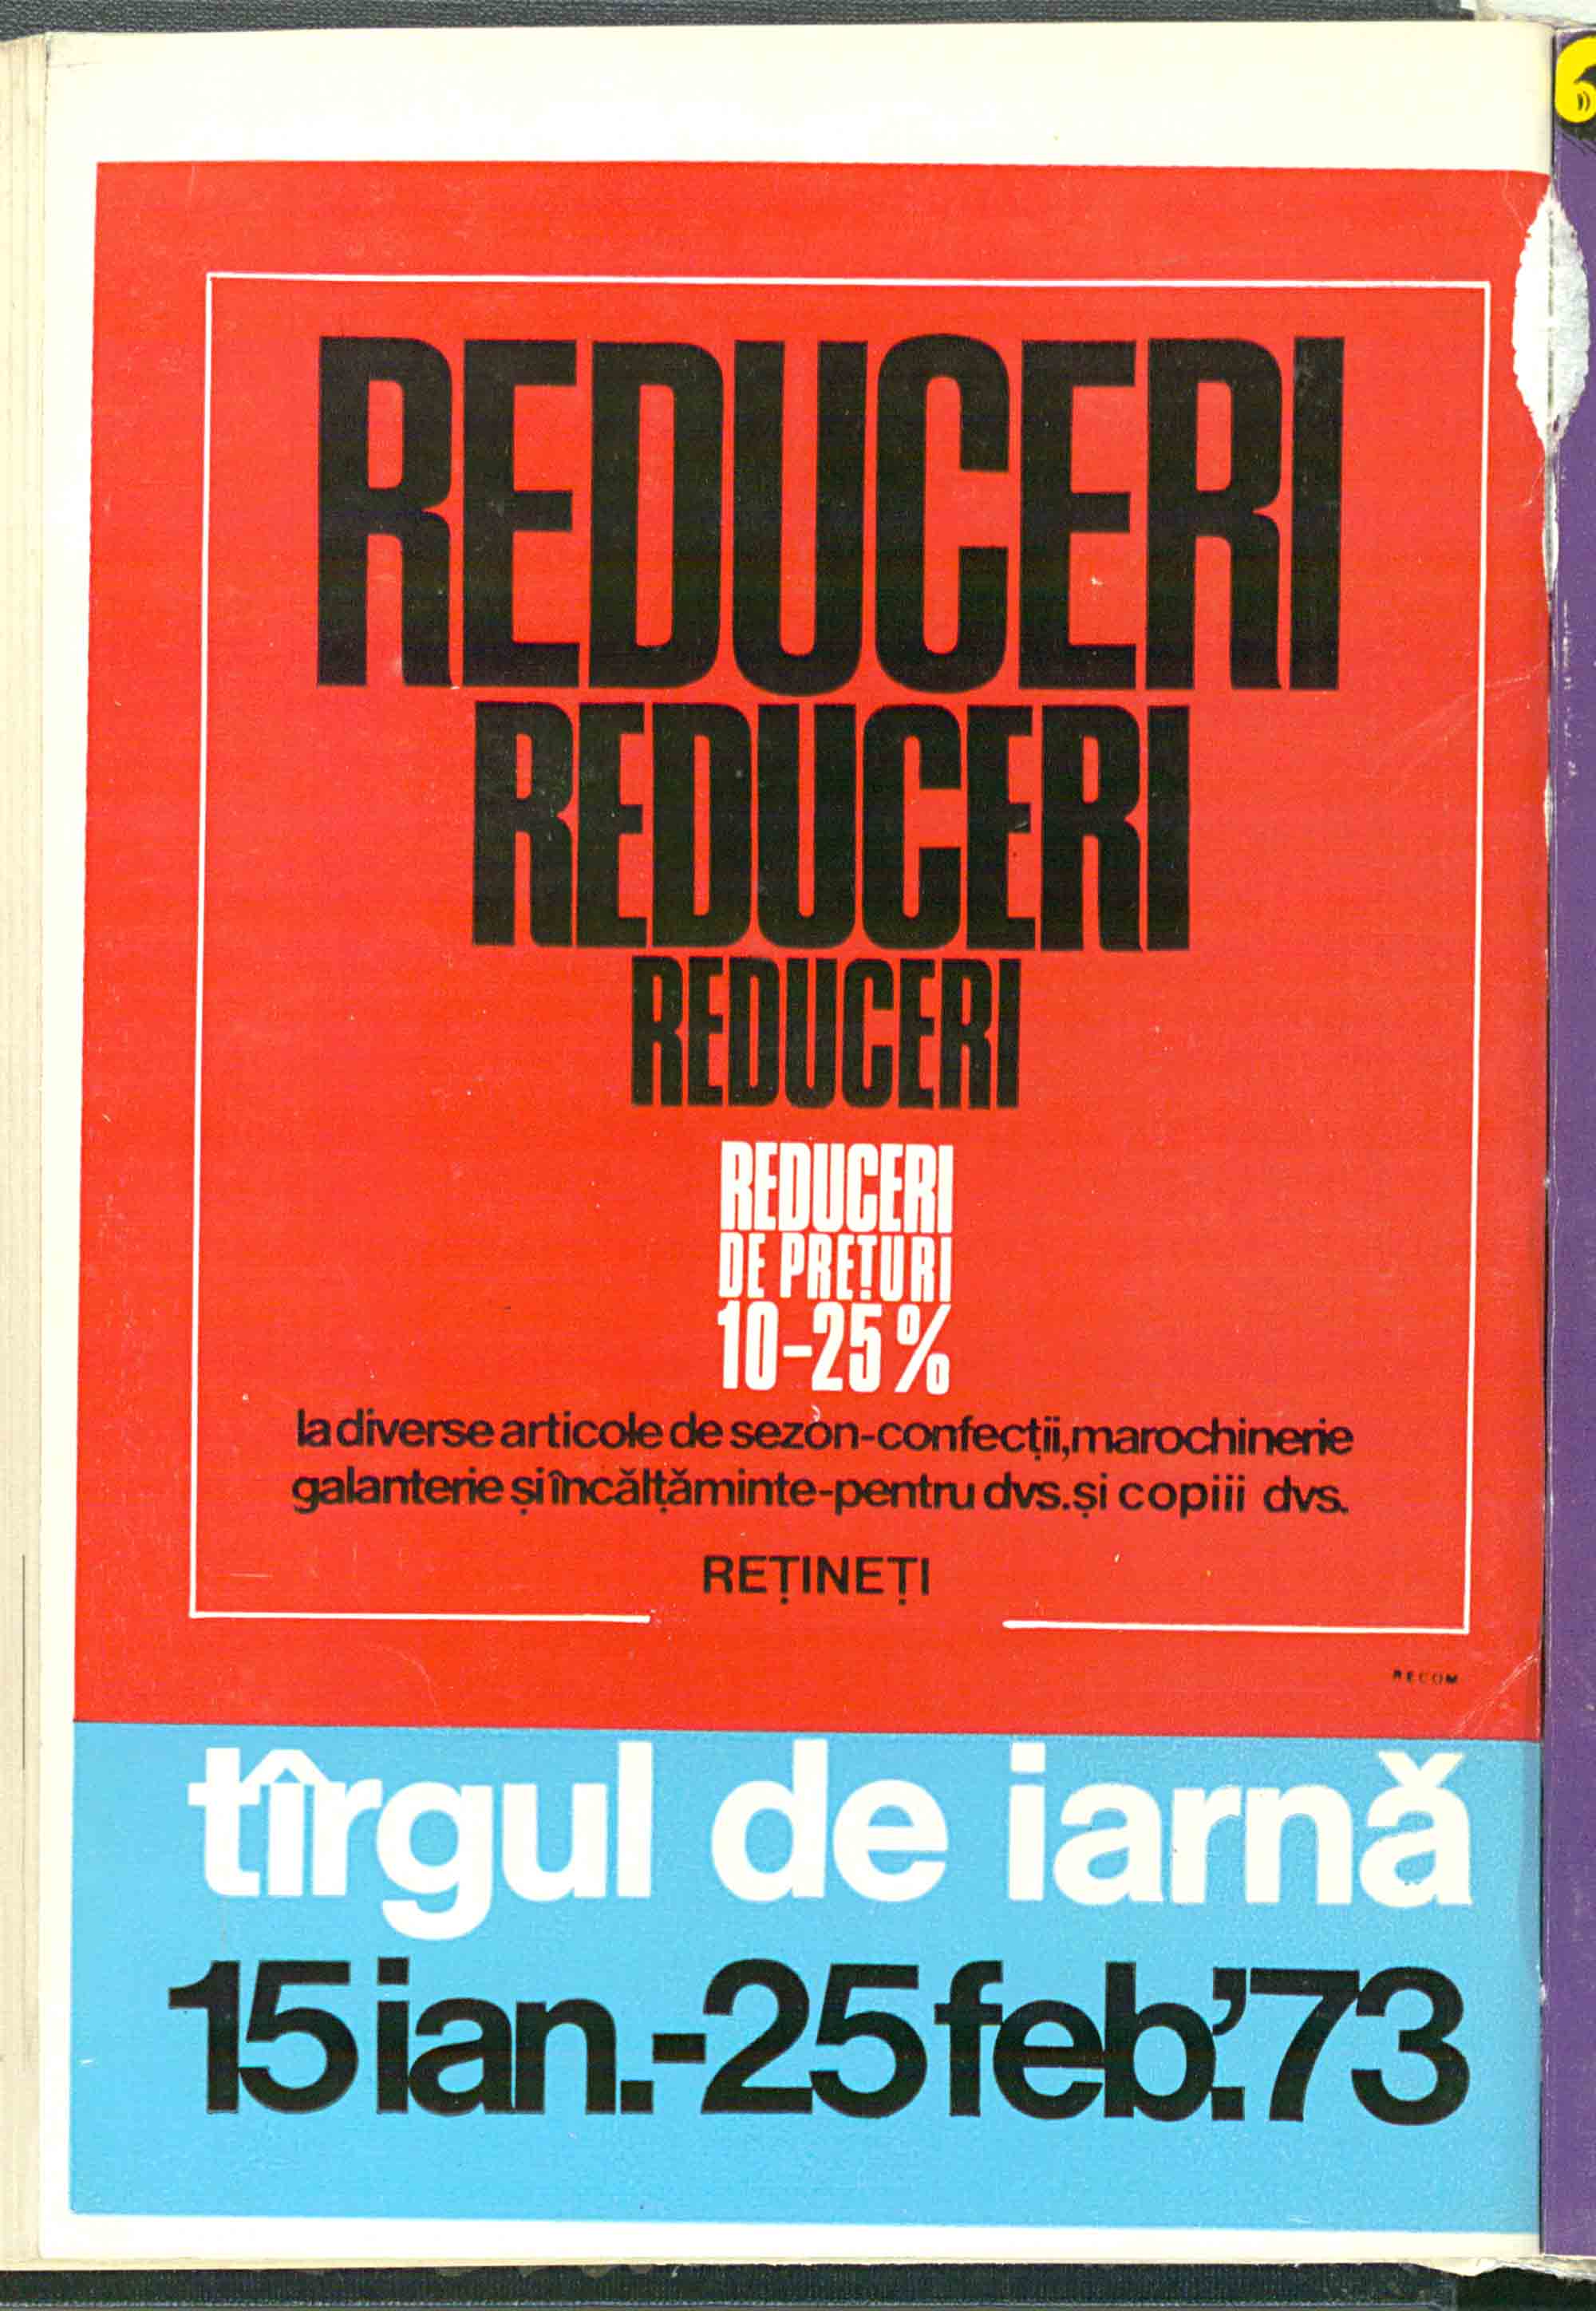 REDUCERI
REDUCERI
REDUCERI
REDUCERI
DE PREȚURI
10-25%
la diverse articole de sezon-confecții, marochinerie
galanterie și încălțăminte-pentru dvs. și copiii dvs.
REȚINEȚI
RECOM
tîrgul de iarnă
15 ian.-25 feb.'73